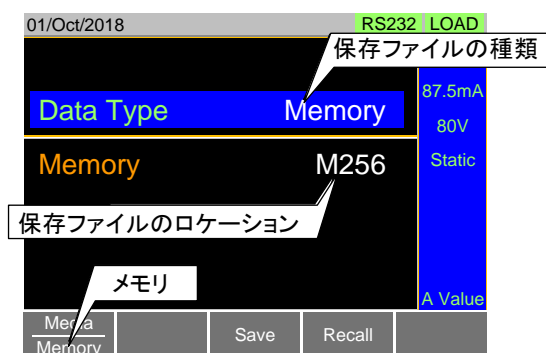 01/Oct/2018 RS232 LOAD
保存ファイルの種類
Data Type Memory
87.5mA
80V
Memory M256
Static
保存ファイルのロケーション
メモリ
A Value
Media
Memory
Save
Recall